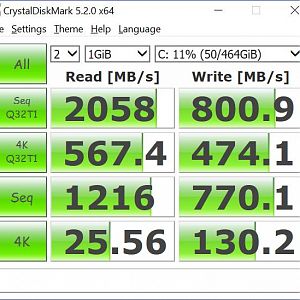 CrystalDiskMark 5.2.0 x64
Settings Theme Help Language
All
2 1GiB C: 11% (50/464GiB)
Read [MB/s] Write [MB/s]
Seq
Q32T1
2058 800.9
4K
Q32T1
567.4 474.1
Seq
1216 770.1
4K
25.56 130.2